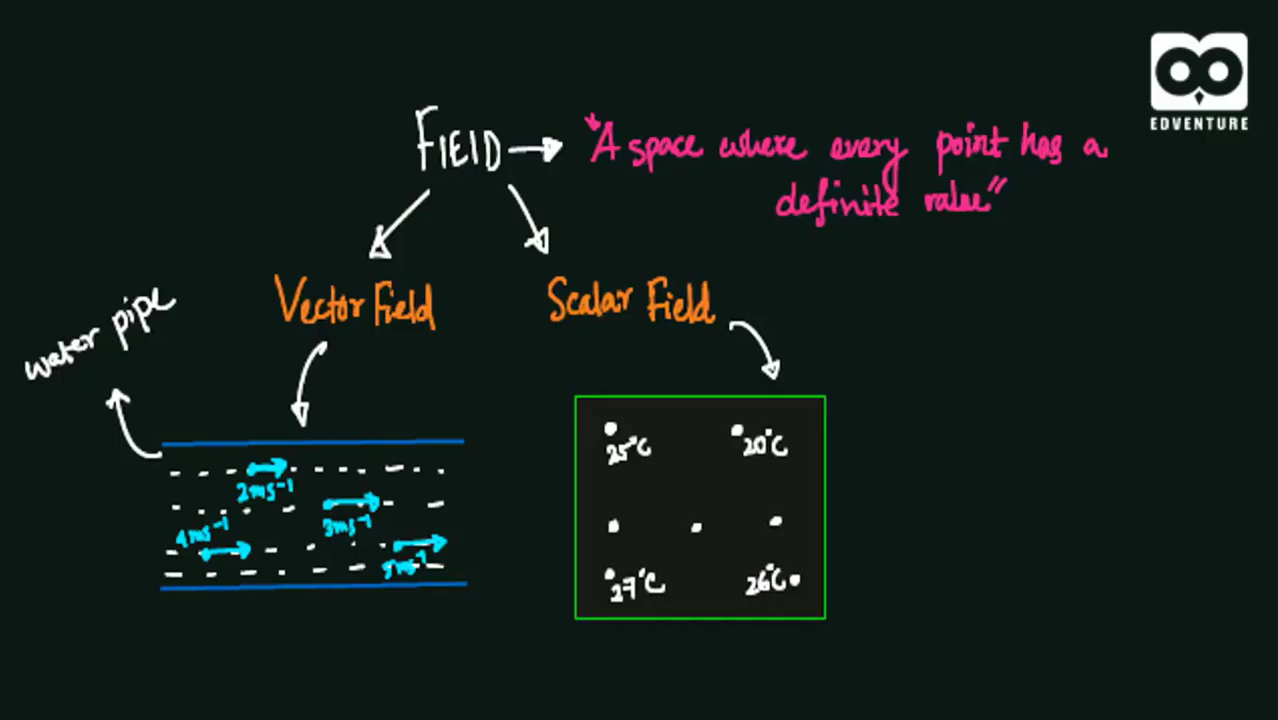 EDVENTURE
FIELD
"A space where every point has a
definite value"
Vector Field
Scalar Field
water pipe
2ms⁻¹
3ms⁻¹
4ms⁻¹
25°C
20°C
27°C
26°C